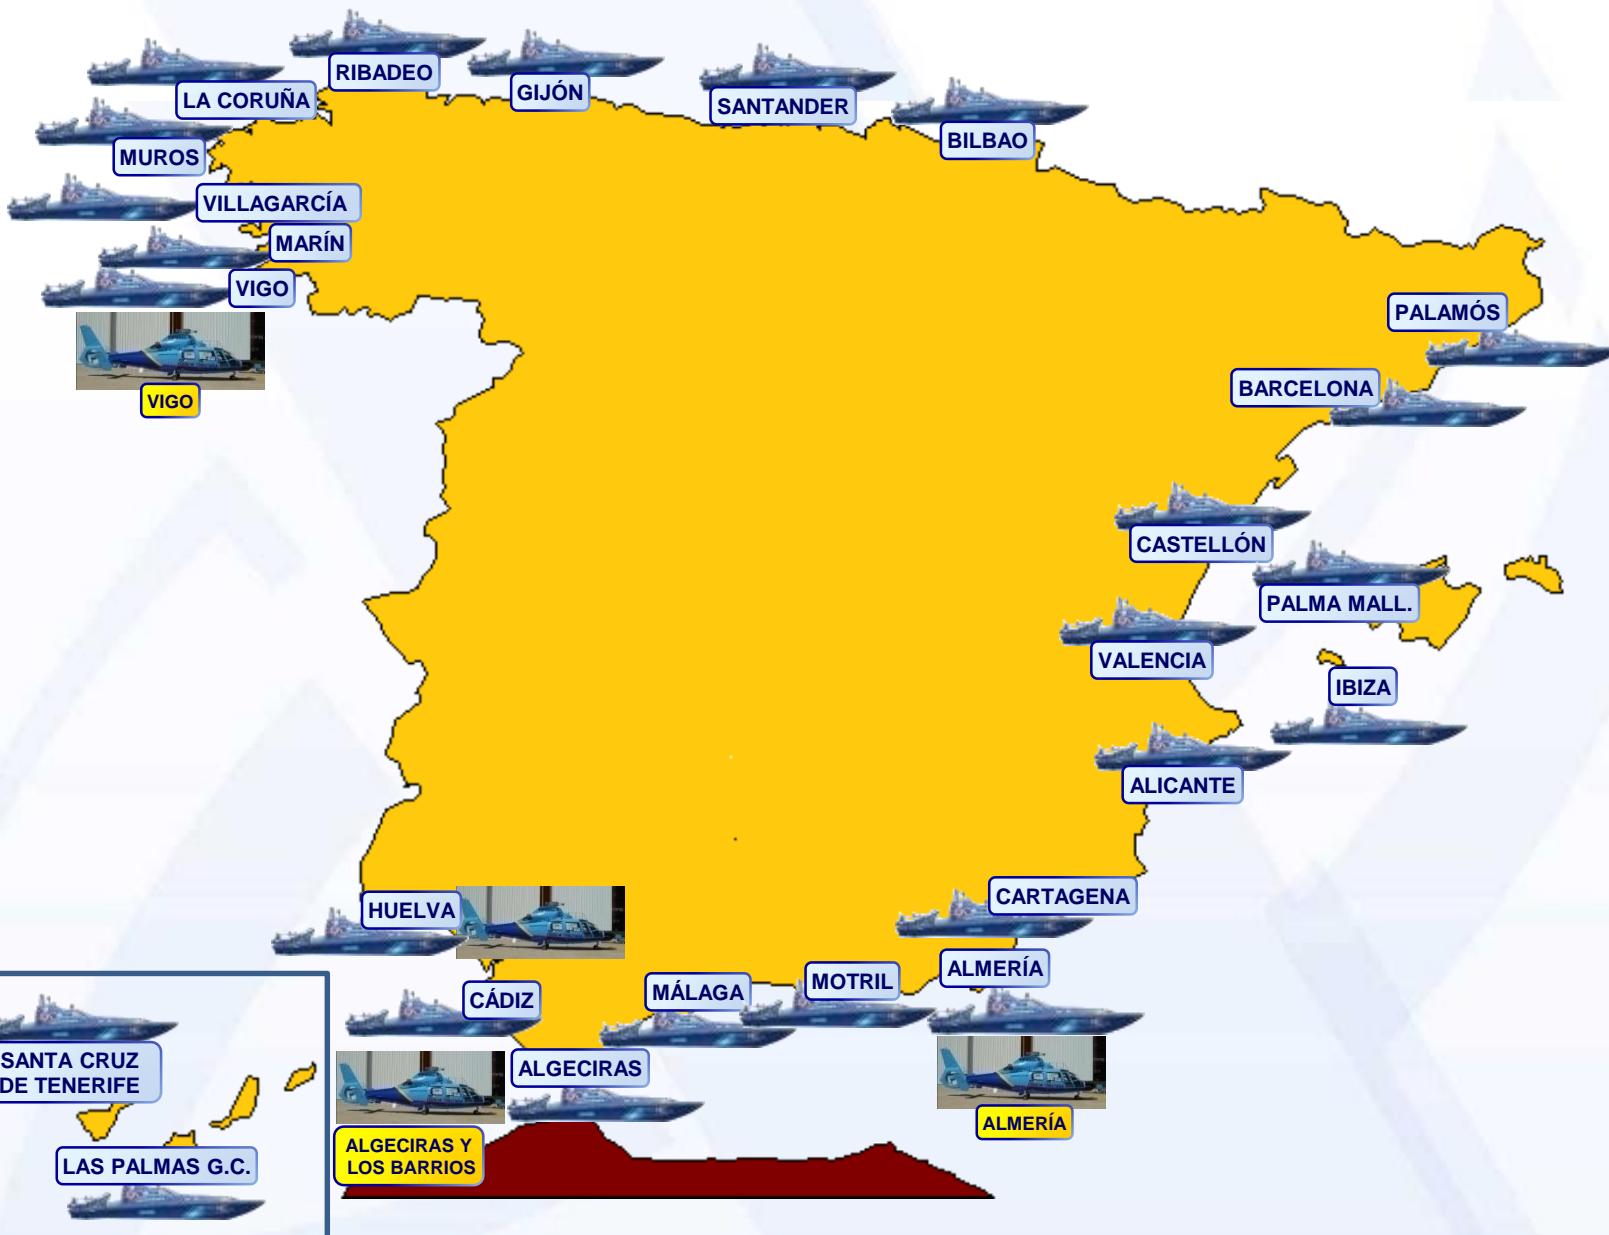 RIBADEO
LA CORUÑA
GIJÓN
SANTANDER
BILBAO
MUROS
VILLAGARCÍA
MARÍN
VIGO
VIGO
PALAMÓS
BARCELONA
CASTELLÓN
PALMA MALL.
VALENCIA
IBIZA
ALICANTE
CARTAGENA
HUELVA
ALMERÍA
MOTRIL
MÁLAGA
CÁDIZ
ALGECIRAS
ALMERÍA
ALGECIRAS Y
LOS BARRIOS
SANTA CRUZ
DE TENERIFE
LAS PALMAS G.C.